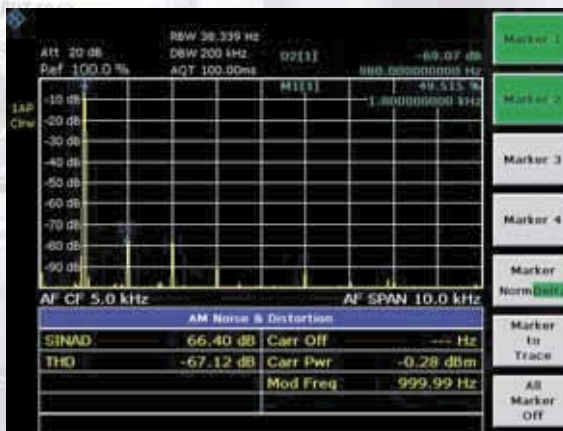 RBW 38.339 Hz
Att 20 dB
DBW 200 kHz
D2[1]
-69.07 dB
Ref 100.0 %
AQT 100.00ms
980.000000000 Hz
M1[1]
49.515 %
1.000000000 kHz
1AP
Clrw
-10 dB
-20 dB
-30 dB
-40 dB
-50 dB
-60 dB
-70 dB
-80 dB
-90 dB
AF CF 5.0 kHz
AF SPAN 10.0 kHz
AM Noise & Distortion
SINAD
66.40 dB
Carr Off
--- Hz
THD
-67.12 dB
Carr Pwr
-0.28 dBm
Mod Freq
999.99 Hz
Marker 1
Marker 2
Marker 3
Marker 4
Marker
Norm Delta
Marker
to
Trace
All
Marker
Off